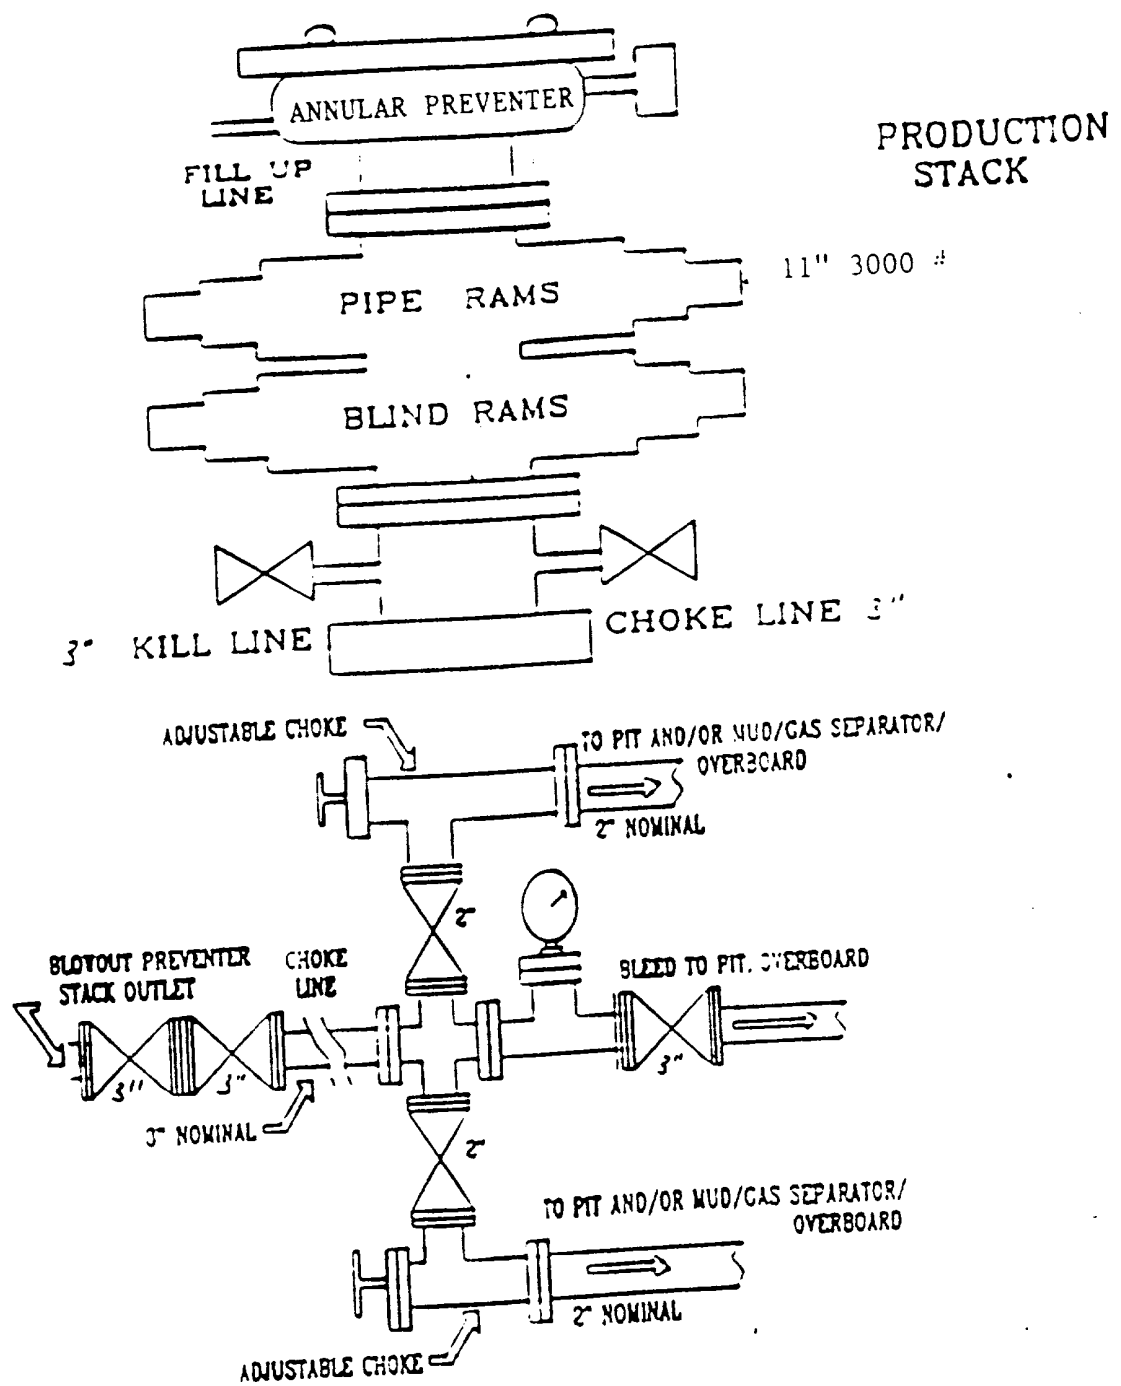 ANNULAR PREVENTER
PRODUCTION
STACK
FILL UP
LINE
11" 3000 #
PIPE RAMS
BLIND RAMS
3" KILL LINE
CHOKE LINE 3"
ADJUSTABLE CHOKE
TO PIT AND/OR MUD/GAS SEPARATOR/
OVERBOARD
2" NOMINAL
2"
BLOWOUT PREVENTER
STACK OUTLET
CHOKE
LINE
BLEED TO PIT, OVERBOARD
3"
3"
3"
3" NOMINAL
2"
TO PIT AND/OR MUD/GAS SEPARATOR/
OVERBOARD
2" NOMINAL
ADJUSTABLE CHOKE